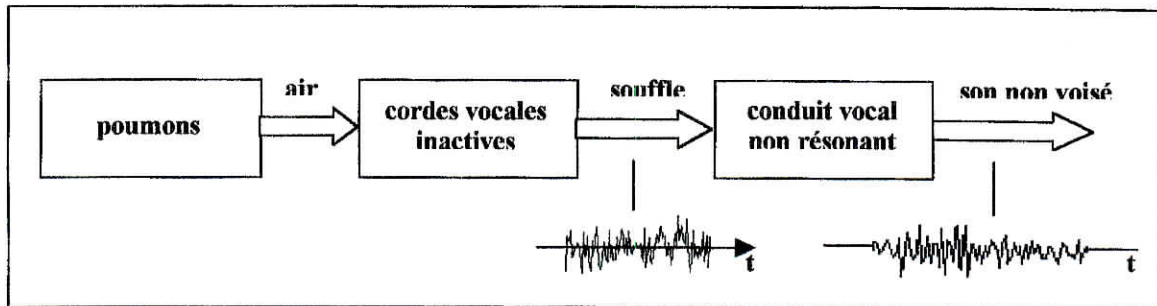 poumons
air
cordes vocales
inactives
souffle
conduit vocal
non résonant
son non voisé
t
t